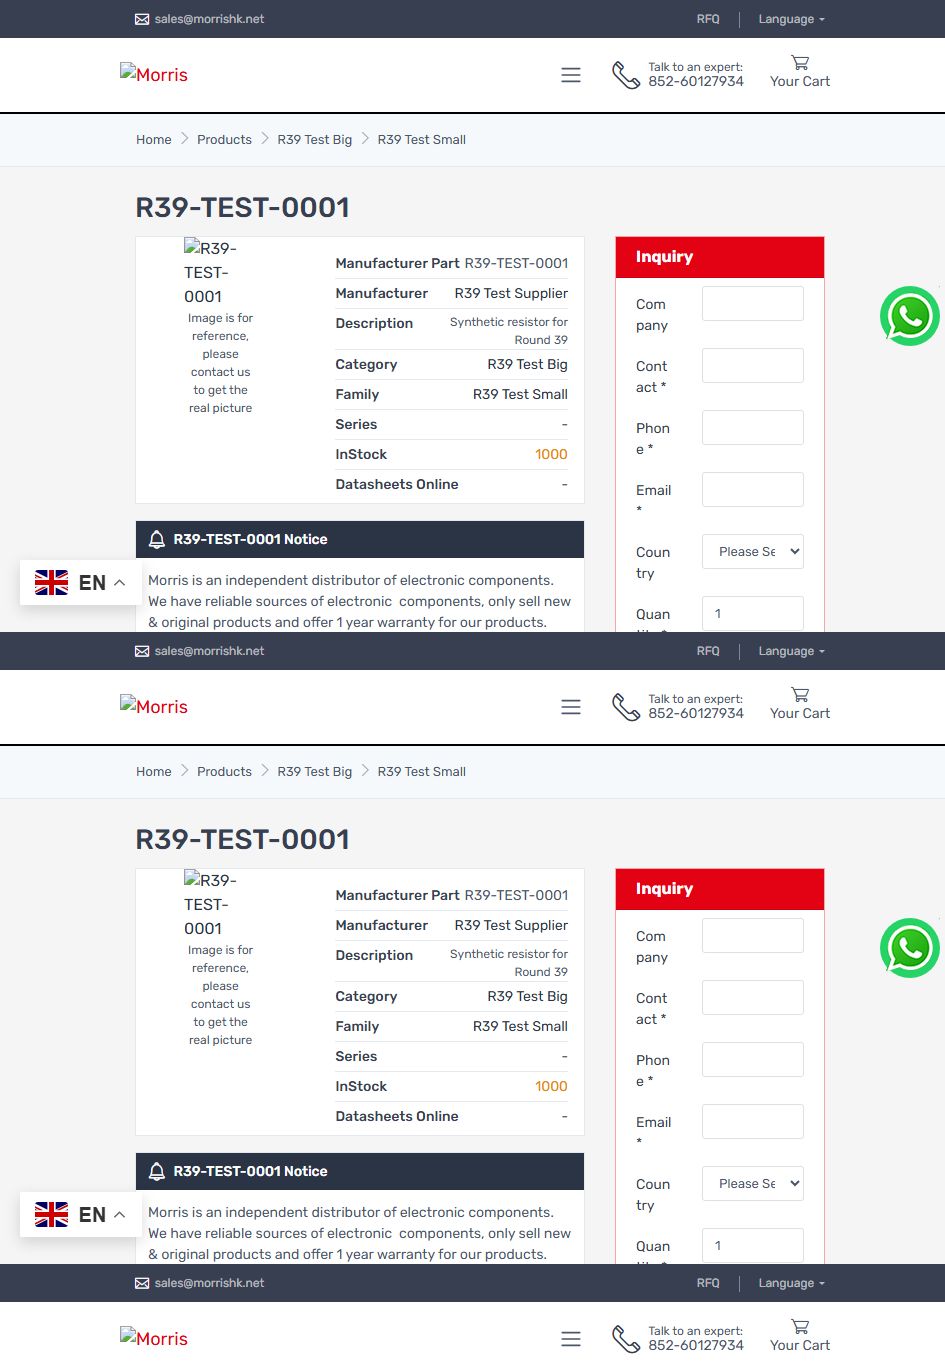 sales@morrishk.net RFQ Language
Morris Talk to an expert: Your Cart
852-60127934
Home Products R39 Test Big R39 Test Small
R39-TEST-0001
R39-
TEST-
0001
Image is for
reference,
please
contact us
to get the
real picture
Manufacturer Part R39-TEST-0001
Manufacturer R39 Test Supplier
Description Synthetic resistor for
Round 39
Category R39 Test Big
Family R39 Test Small
Series -
InStock 1000
Datasheets Online -
Inquiry
Com
pany
Cont
act *
Phon
e *
Email
*
Coun
try
Please Se
Quan
1
R39-TEST-0001 Notice
Morris is an independent distributor of electronic components.
We have reliable sources of electronic components, only sell new
& original products and offer 1 year warranty for our products.
EN
sales@morrishk.net RFQ Language
Morris Talk to an expert: Your Cart
852-60127934
Home Products R39 Test Big R39 Test Small
R39-TEST-0001
R39-
TEST-
0001
Image is for
reference,
please
contact us
to get the
real picture
Manufacturer Part R39-TEST-0001
Manufacturer R39 Test Supplier
Description Synthetic resistor for
Round 39
Category R39 Test Big
Family R39 Test Small
Series -
InStock 1000
Datasheets Online -
Inquiry
Com
pany
Cont
act *
Phon
e *
Email
*
Coun
try
Please Se
Quan
1
R39-TEST-0001 Notice
Morris is an independent distributor of electronic components.
We have reliable sources of electronic components, only sell new
& original products and offer 1 year warranty for our products.
EN
sales@morrishk.net RFQ Language
Morris Talk to an expert: Your Cart
852-60127934